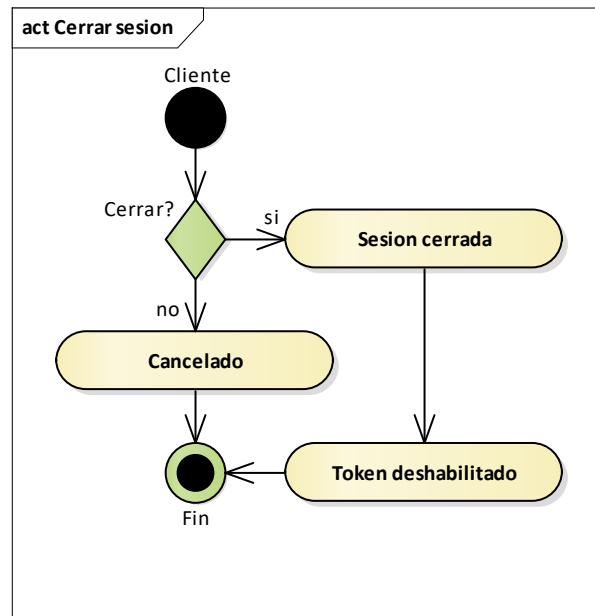 act Cerrar sesion
Cliente
Cerrar?
si
Sesion cerrada
no
Cancelado
Token deshabilitado
Fin